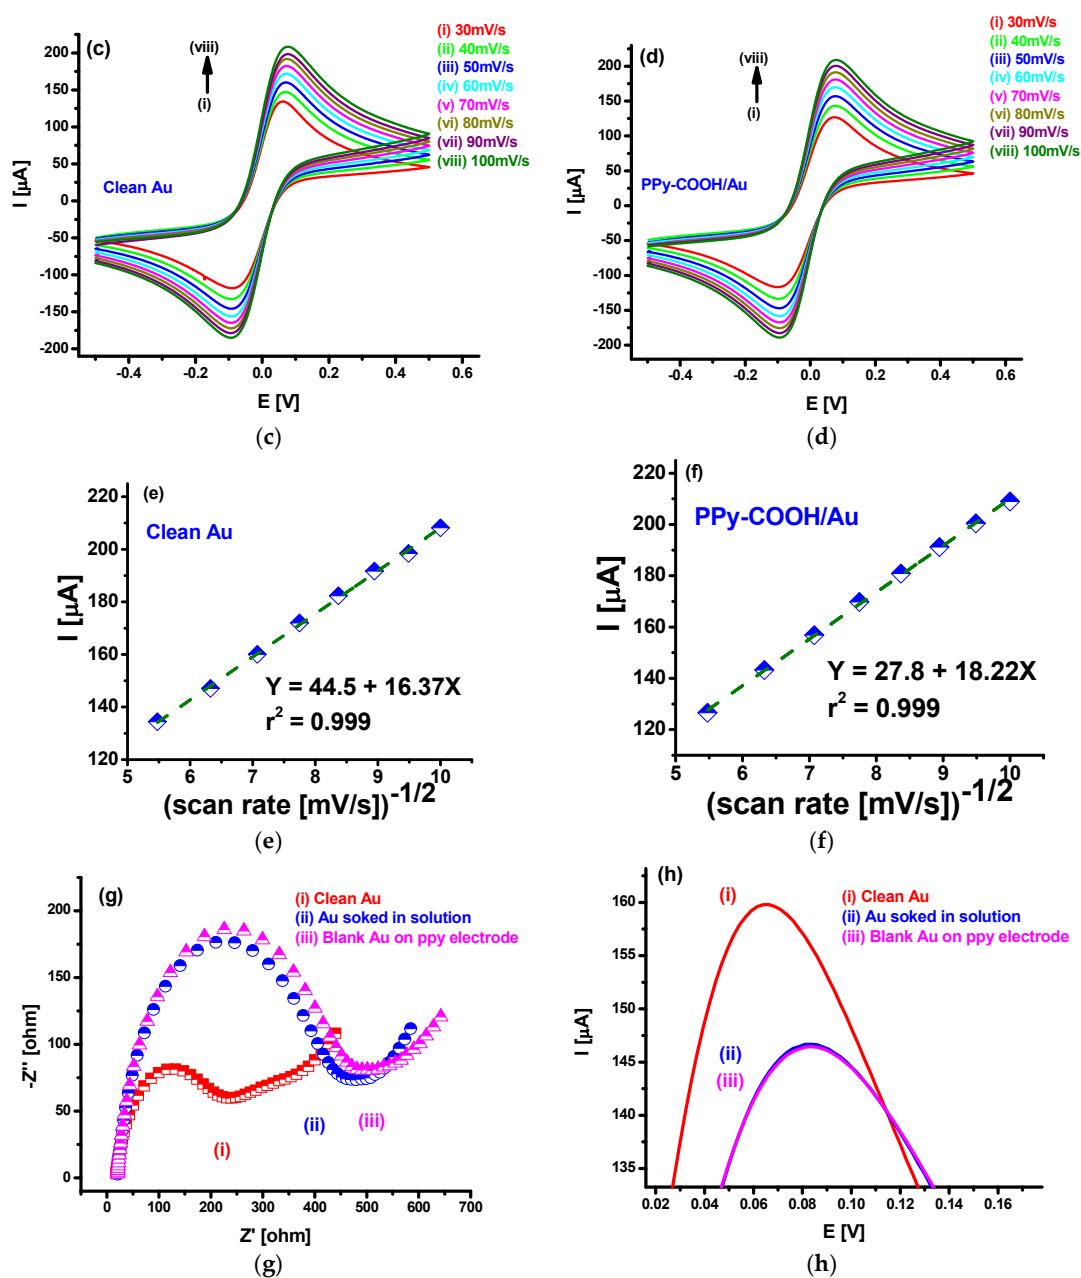 (c)
(viii)
(i)
Clean Au
(i) 30mV/s
(ii) 40mV/s
(iii) 50mV/s
(iv) 60mV/s
(v) 70mV/s
(vi) 80mV/s
(vii) 90mV/s
(viii) 100mV/s
I [µA]
200
150
100
50
0
-50
-100
-150
-200
-0.4 -0.2 0.0 0.2 0.4 0.6
E [V]
(c)
(d)
(viii)
(i)
PPy-COOH/Au
(i) 30mV/s
(ii) 40mV/s
(iii) 50mV/s
(iv) 60mV/s
(v) 70mV/s
(vi) 80mV/s
(vii) 90mV/s
(viii) 100mV/s
I [µA]
200
150
100
50
0
-50
-100
-150
-200
-0.4 -0.2 0.0 0.2 0.4 0.6
E [V]
(d)
(e)
Clean Au
I [µA]
220
200
180
160
140
120
Y = 44.5 + 16.37X
r2 = 0.999
5 6 7 8 9 10
(scan rate [mV/s])-1/2
(e)
(f)
PPy-COOH/Au
I [µA]
220
200
180
160
140
120
Y = 27.8 + 18.22X
r2 = 0.999
5 6 7 8 9 10
(scan rate [mV/s])-1/2
(f)
(g)
(i) Clean Au
(ii) Au soked in solution
(iii) Blank Au on ppy electrode
-Z'' [ohm]
200
150
100
50
0
(i)
(ii)
(iii)
0 100 200 300 400 500 600 700
Z' [ohm]
(g)
(h)
(i)
(i) Clean Au
(ii) Au soked in solution
(iii) Blank Au on ppy electrode
I [µA]
160
155
150
145
140
135
(ii)
(iii)
0.02 0.04 0.06 0.08 0.10 0.12 0.14 0.16
E [V]
(h)